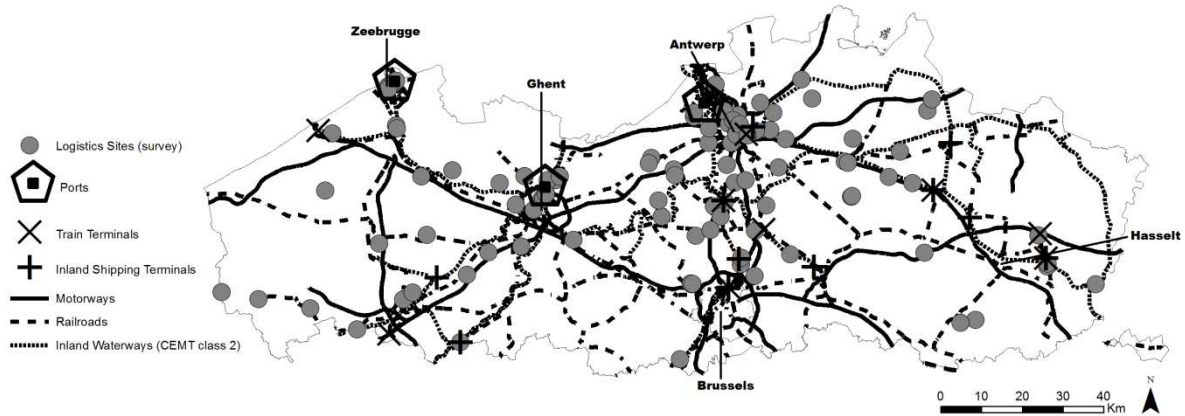 Zeebrugge
Antwerp
Ghent
Hasselt
Brussels
Logistics Sites (survey)
Ports
Train Terminals
Inland Shipping Terminals
Motorways
Railroads
Inland Waterways (CEMT class 2)
N
0 10 20 30 40
Km